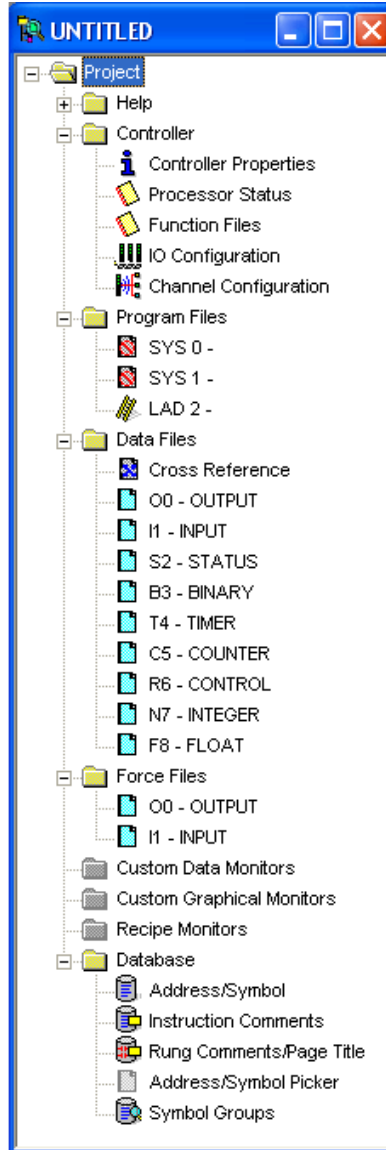 UNTITLED
Project
Help
Controller
Controller Properties
Processor Status
Function Files
IO Configuration
Channel Configuration
Program Files
SYS 0 -
SYS 1 -
LAD 2 -
Data Files
Cross Reference
O0 - OUTPUT
I1 - INPUT
S2 - STATUS
B3 - BINARY
T4 - TIMER
C5 - COUNTER
R6 - CONTROL
N7 - INTEGER
F8 - FLOAT
Force Files
O0 - OUTPUT
I1 - INPUT
Custom Data Monitors
Custom Graphical Monitors
Recipe Monitors
Database
Address/Symbol
Instruction Comments
Rung Comments/Page Title
Address/Symbol Picker
Symbol Groups